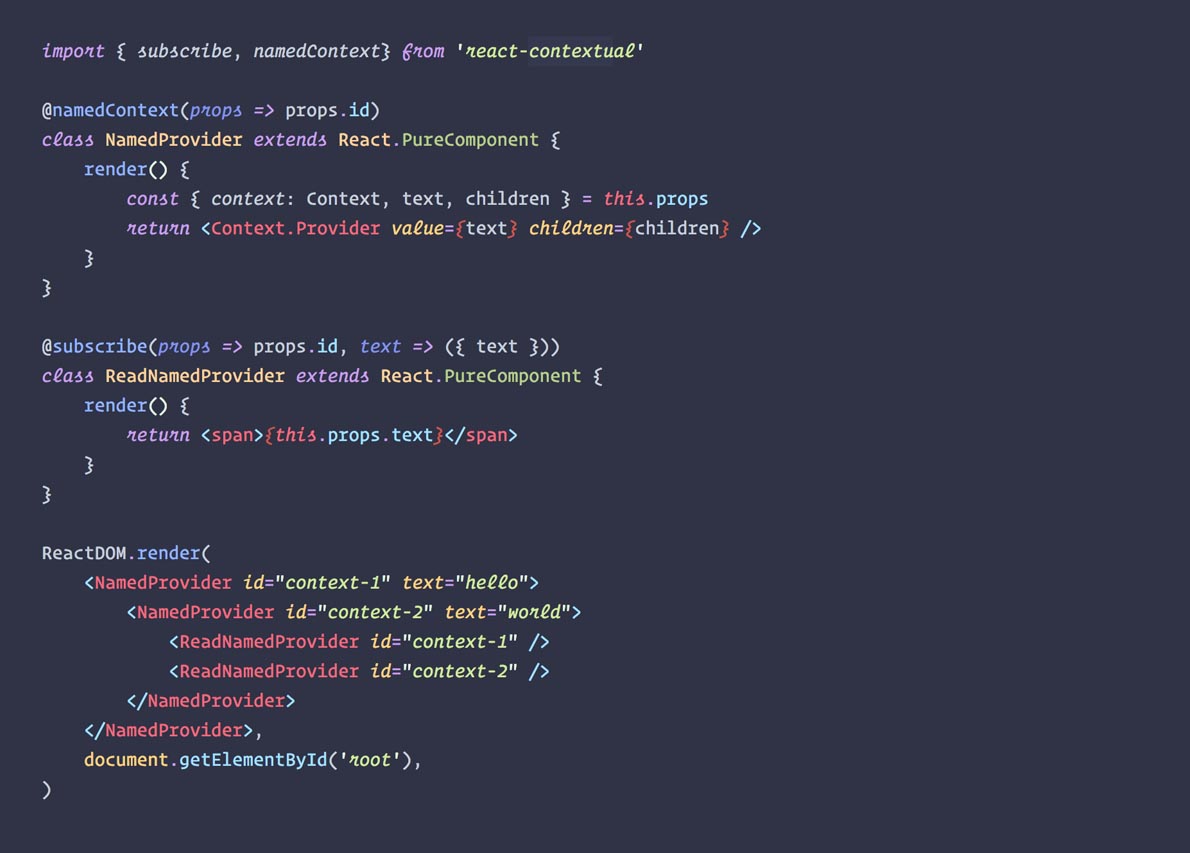 import { subscribe, namedContext} from 'react-contextual'
@namedContext(props => props.id)
class NamedProvider extends React.PureComponent {
    render() {
        const { context: Context, text, children } = this.props
        return <Context.Provider value={text} children={children} />
    }
}
@subscribe(props => props.id, text => ({ text }))
class ReadNamedProvider extends React.PureComponent {
    render() {
        return <span>{this.props.text}</span>
    }
}
ReactDOM.render(
    <NamedProvider id="context-1" text="hello">
        <NamedProvider id="context-2" text="world">
            <ReadNamedProvider id="context-1" />
            <ReadNamedProvider id="context-2" />
        </NamedProvider>
    </NamedProvider>,
    document.getElementById('root'),
)